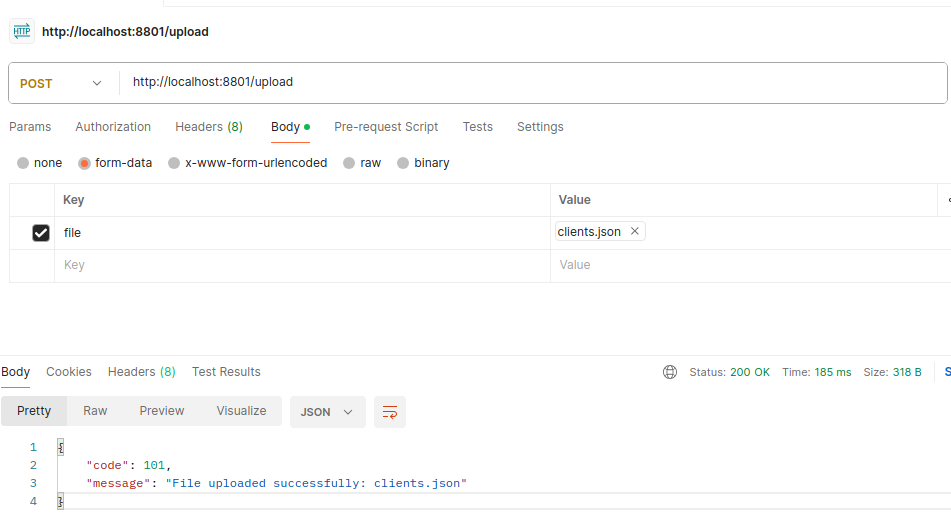 HTTP http://localhost:8801/upload
POST http://localhost:8801/upload
Params Authorization Headers (8) Body Pre-request Script Tests Settings
none form-data x-www-form-urlencoded raw binary
Key Value
file clients.json
Key Value
Body Cookies Headers (8) Test Results Status: 200 OK Time: 185 ms Size: 318 B S
Pretty Raw Preview Visualize JSON
1 {
2 "code": 101,
3 "message": "File uploaded successfully: clients.json"
4 }